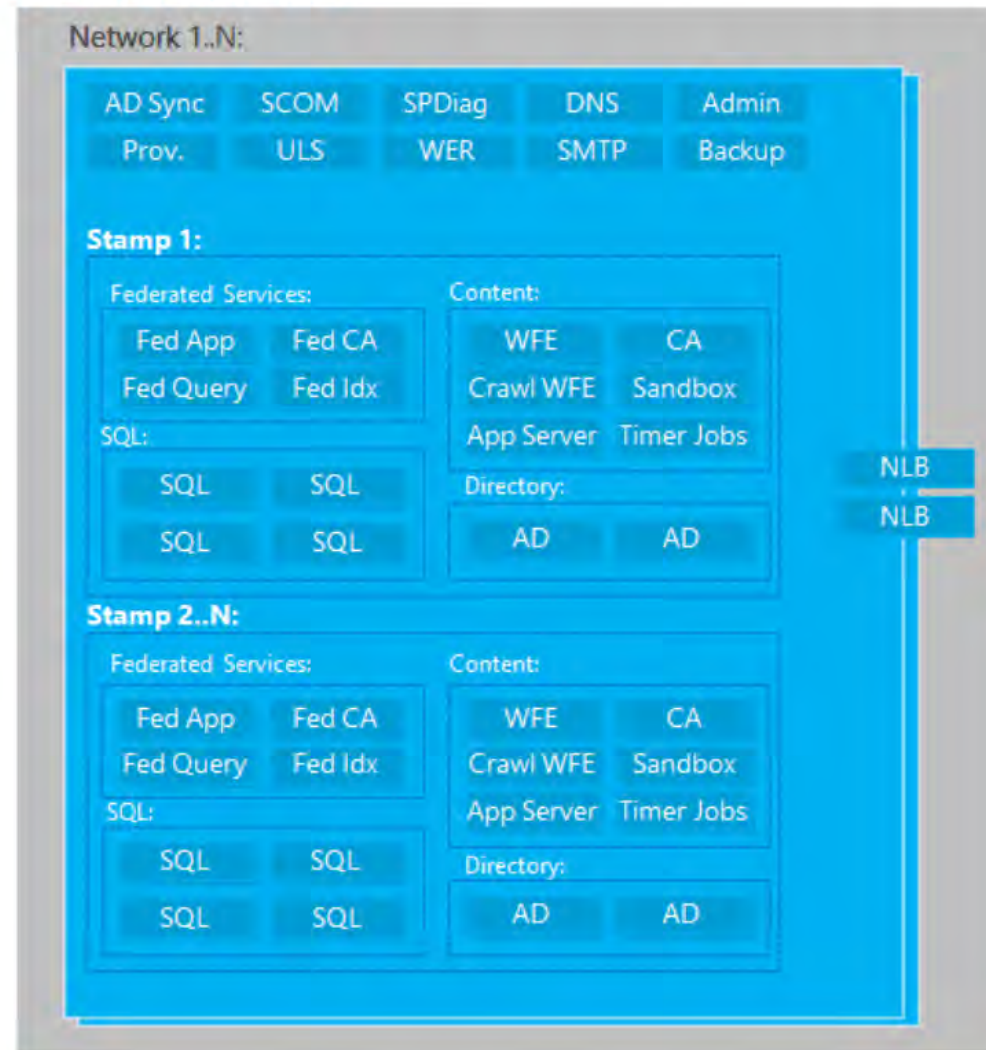 Network 1..N:
AD Sync SCOM SPDiag DNS Admin
Prov. ULS WER SMTP Backup
Stamp 1:
Federated Services:
Fed App Fed CA
Fed Query Fed Idx
SQL:
SQL SQL
SQL SQL
Content:
WFE CA
Crawl WFE Sandbox
App Server Timer Jobs
Directory:
AD AD
Stamp 2..N:
Federated Services:
Fed App Fed CA
Fed Query Fed Idx
SQL:
SQL SQL
SQL SQL
Content:
WFE CA
Crawl WFE Sandbox
App Server Timer Jobs
Directory:
AD AD
NLB
NLB